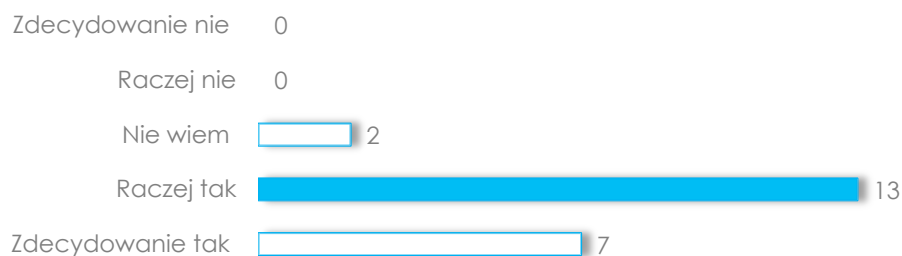 Zdecydowanie nie 0
Raczej nie 0
Nie wiem 2
Raczej tak 13
Zdecydowanie tak 7